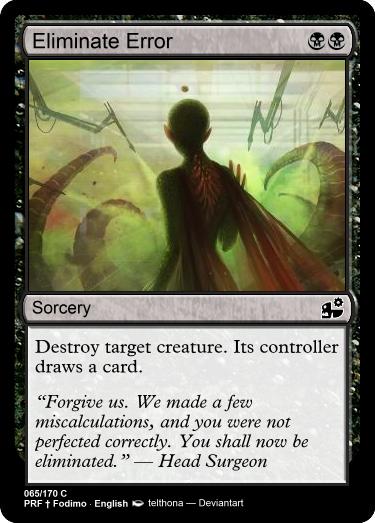 Eliminate Error
Sorcery
Destroy target creature. Its controller
draws a card.
“Forgive us. We made a few
miscalculations, and you were not
perfected correctly. You shall now be
eliminated.” — Head Surgeon
065/170 C
PRF † Fodimo · English telthona — Deviantart